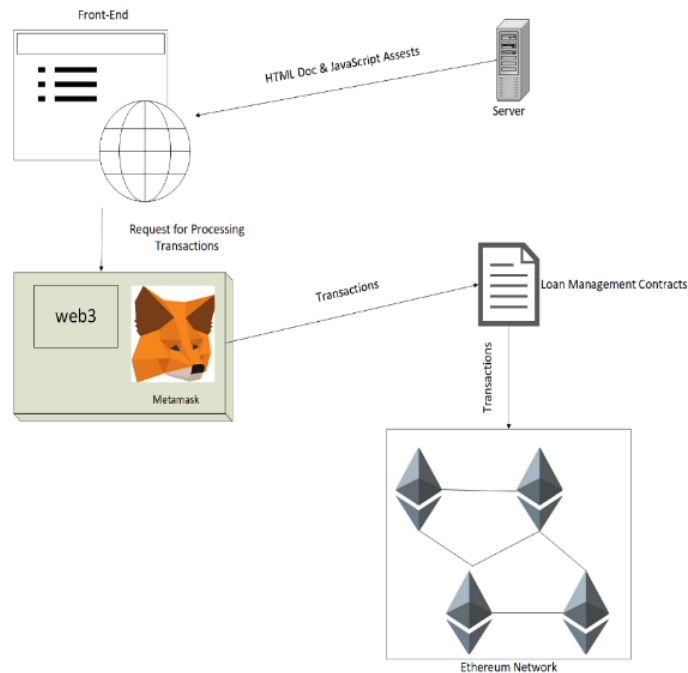 Front-End
HTML Doc & JavaScript Assests
Server
Request for Processing
Transactions
web3
Metamask
Transactions
Loan Management Contracts
Transactions
Ethereum Network